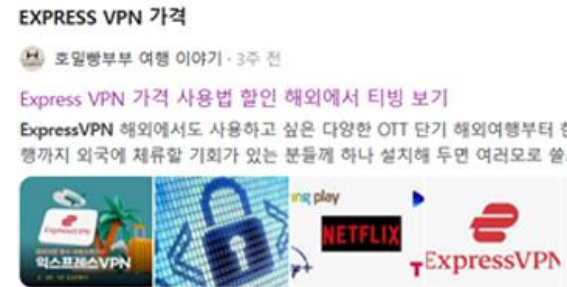 EXPRESS VPN 가격
호밀빵부부 여행 이야기 · 3주 전
Express VPN 가격 사용법 할인 해외에서 티빙 보기
ExpressVPN 해외에서도 사용하고 싶은 다양한 OTT 단기 해외여행부터
행까지 외국에 체류할 기회가 있는 분들께 하나 설치해 두면 여러모로
ExpressVPN
익스프레스VPN
ing play
NETFLIX
ExpressVPN